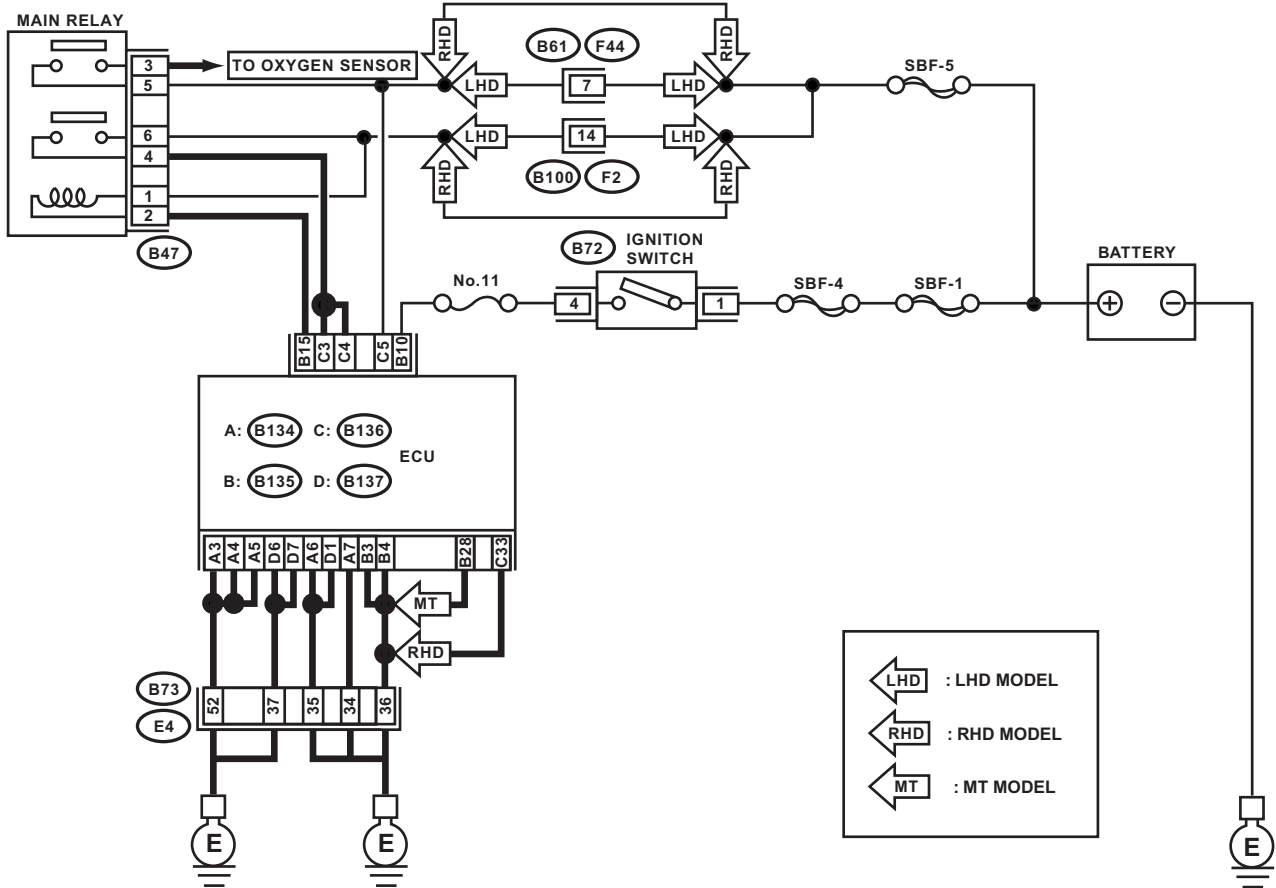 MAIN RELAY
3
5
6
4
1
2
B47
TO OXYGEN SENSOR
RHD
RHD
B61 F44
LHD
7
LHD
LHD
14
LHD
RHD
RHD
B100 F2
SBF-5
B72
IGNITION
SWITCH
No.11
4
1
SBF-4
SBF-1
BATTERY
+
−
B15
C3
C4
C5
B10
A: B134 C: B136
ECU
B: B135 D: B137
A3
A4
A5
D6
D7
A6
D1
A7
B3
B4
B28
C33
MT
RHD
B73
E4
52
37
35
34
36
E
E
E
LHD : LHD MODEL
RHD : RHD MODEL
MT : MT MODEL